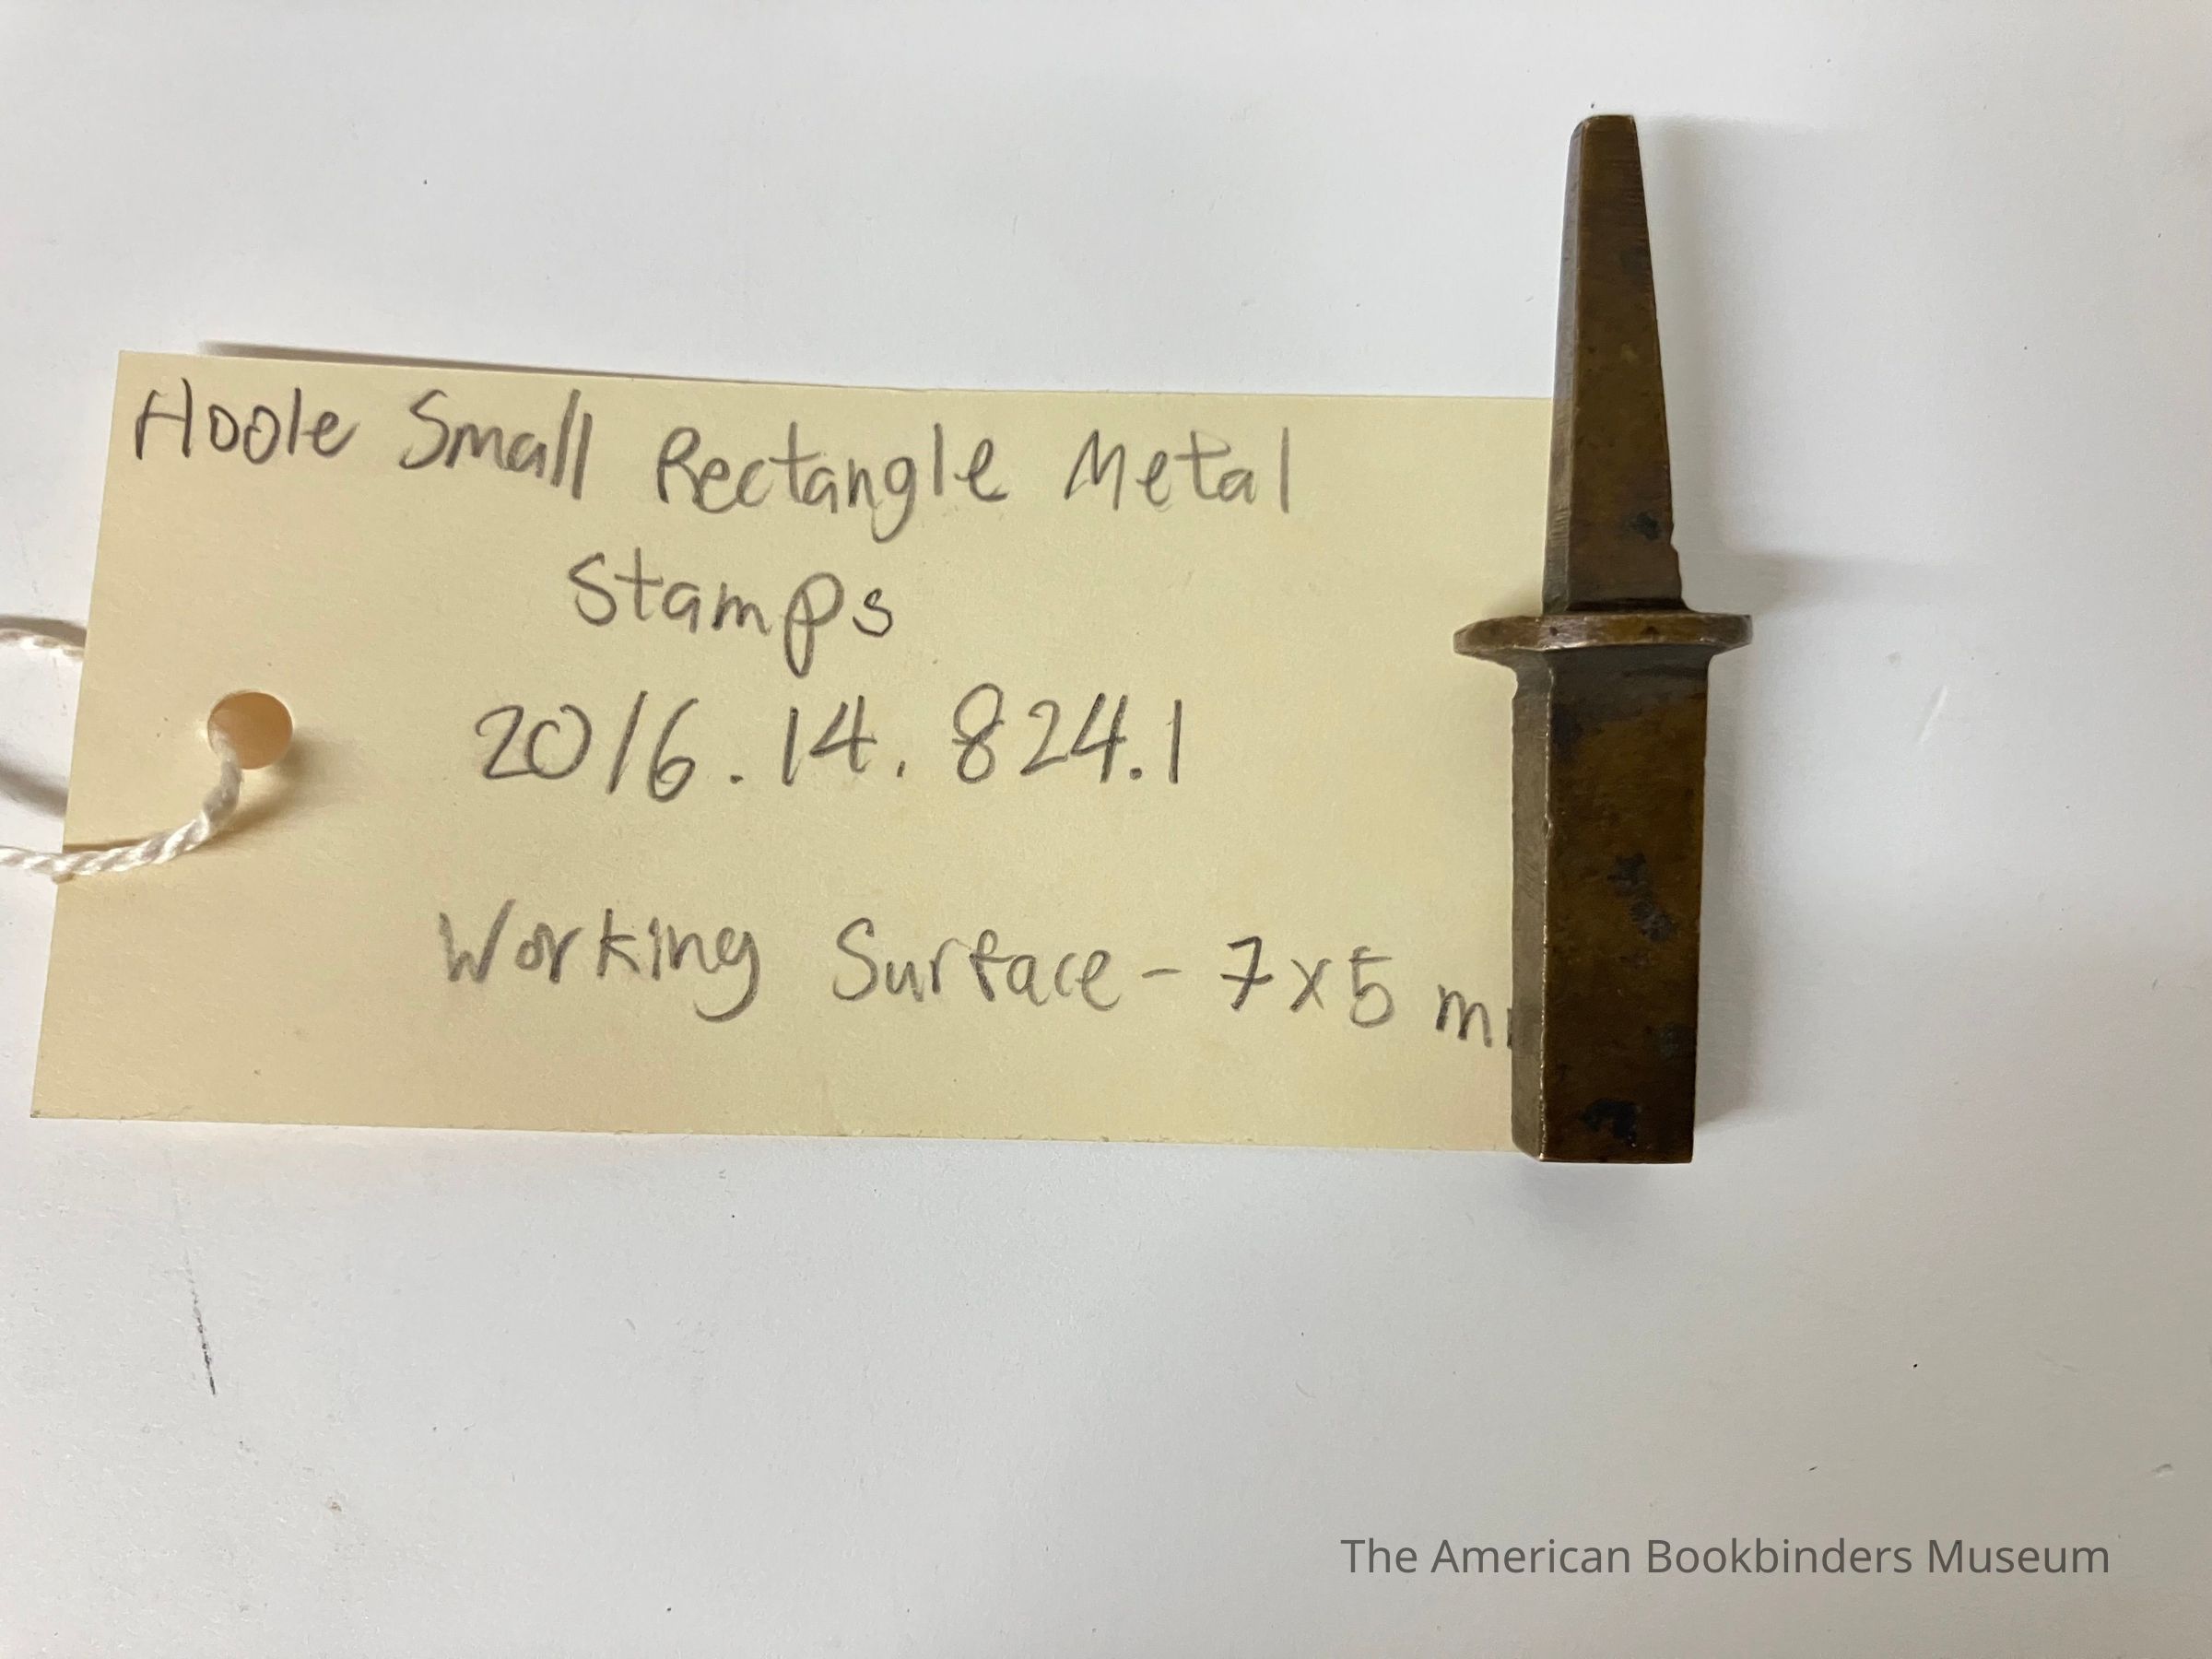 Hoole Small Rectangle Metal
Stamps
2016.14.824.1
Working Surface - 7x5
The American Bookbinders Museum